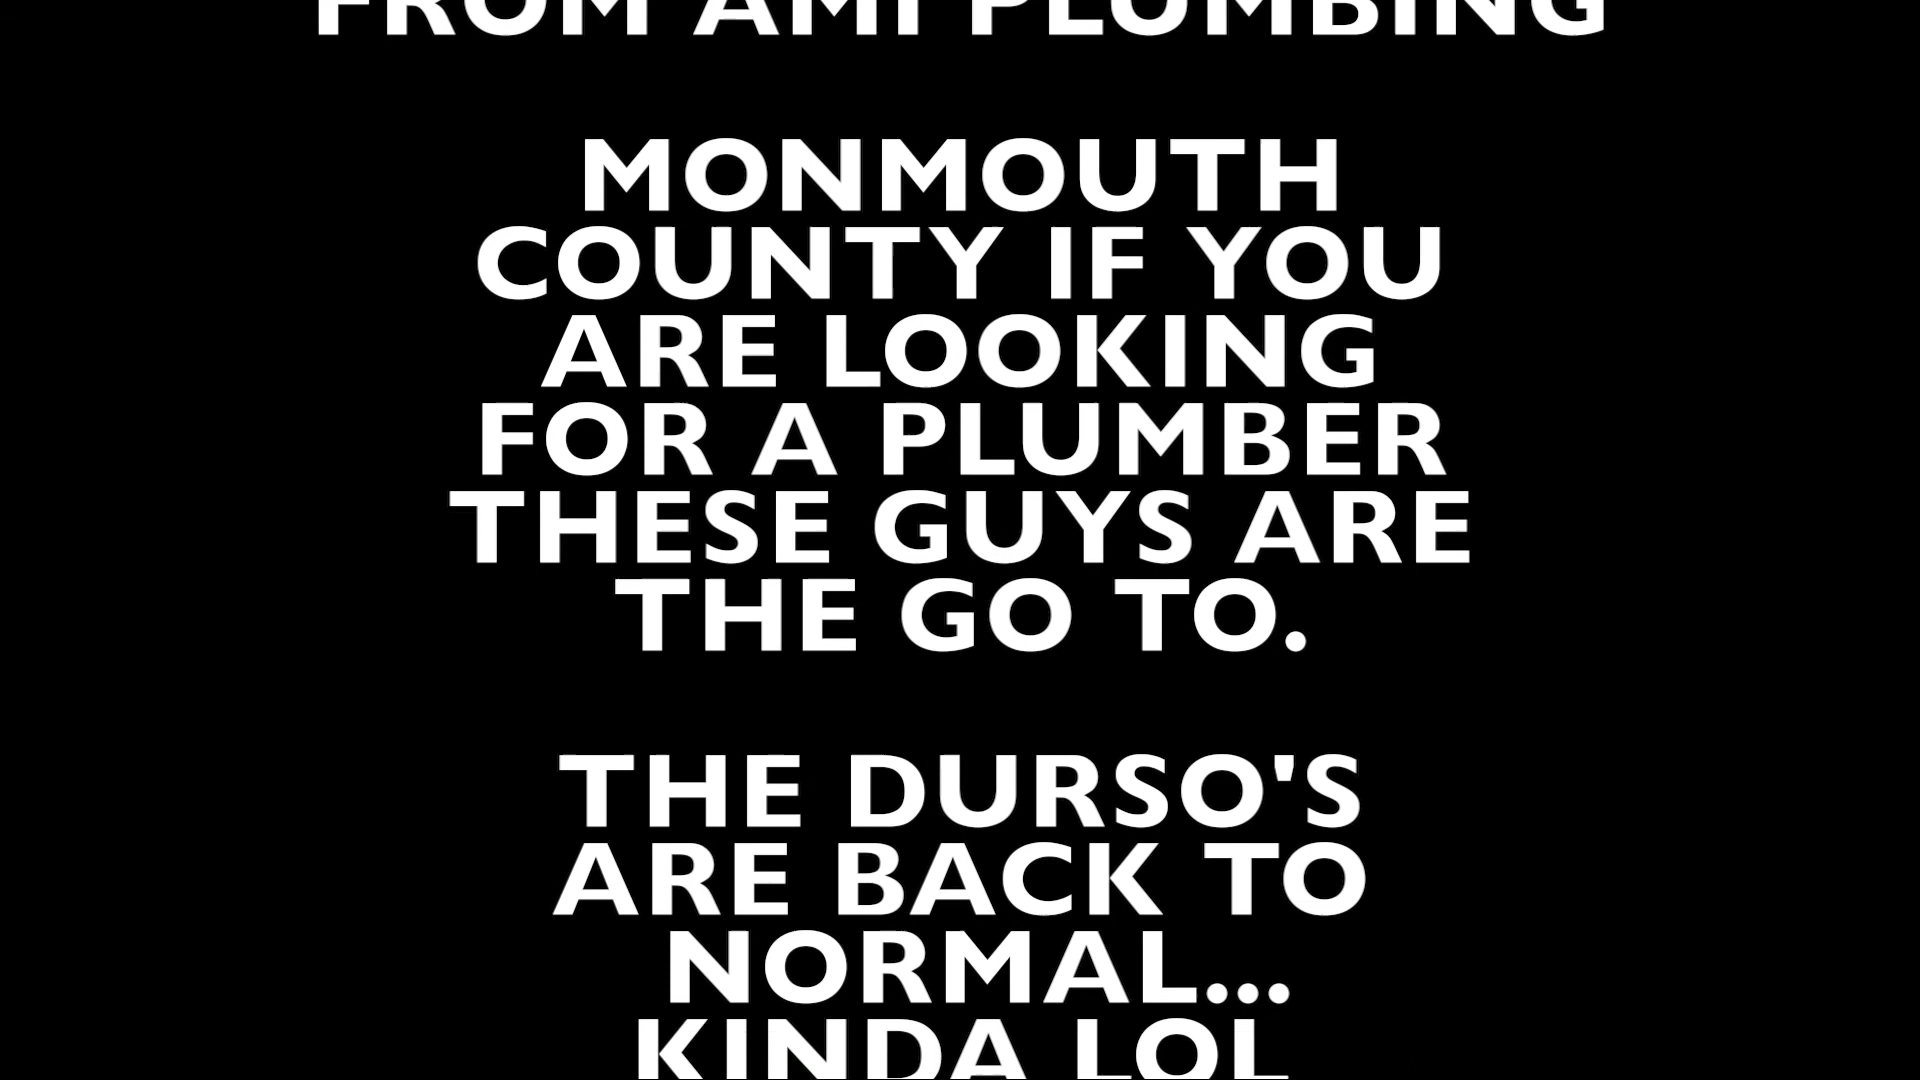 FROM AMI PLUMBING
MONMOUTH
COUNTY IF YOU
ARE LOOKING
FOR A PLUMBER
THESE GUYS ARE
THE GO TO.
THE DURSO'S
ARE BACK TO
NORMAL...
KINDA LOL